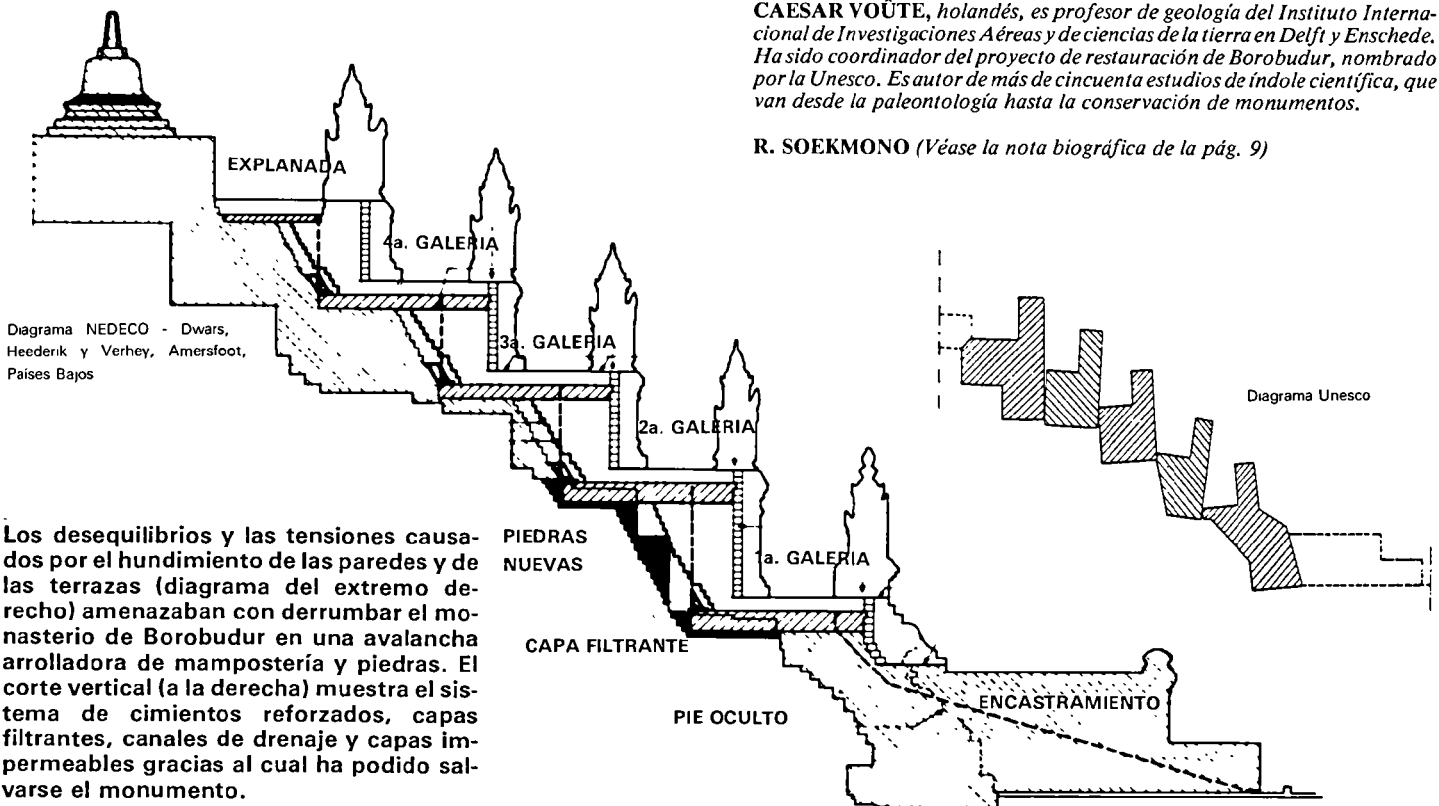 CAESAR VOÛTE, holandés, es profesor de geología del Instituto Interna-
cional de Investigaciones Aéreas y de ciencias de la tierra en Delft y Enschede.
Ha sido coordinador del proyecto de restauración de Borobudur, nombrado
por la Unesco. Es autor de más de cincuenta estudios de índole científica, que
van desde la paleontología hasta la conservación de monumentos.
R. SOEKMONO (Véase la nota biográfica de la pág. 9)
EXPLANADA
4a. GALERIA
3a. GALERIA
2a. GALERIA
1a. GALERIA
PIEDRAS
NUEVAS
CAPA FILTRANTE
PIE OCULTO
ENCASTRAMIENTO
Diagrama NEDECO - Dwars,
Heederik y Verhey, Amersfoot,
Países Bajos
Diagrama Unesco
Los desequilibrios y las tensiones causa-
dos por el hundimiento de las paredes y de
las terrazas (diagrama del extremo de-
recho) amenazaban con derrumbar el mo-
nasterio de Borobudur en una avalancha
arrolladora de mampostería y piedras. El
corte vertical (a la derecha) muestra el sis-
tema de cimientos reforzados, capas
filtrantes, canales de drenaje y capas im-
permeables gracias al cual ha podido sal-
varse el monumento.